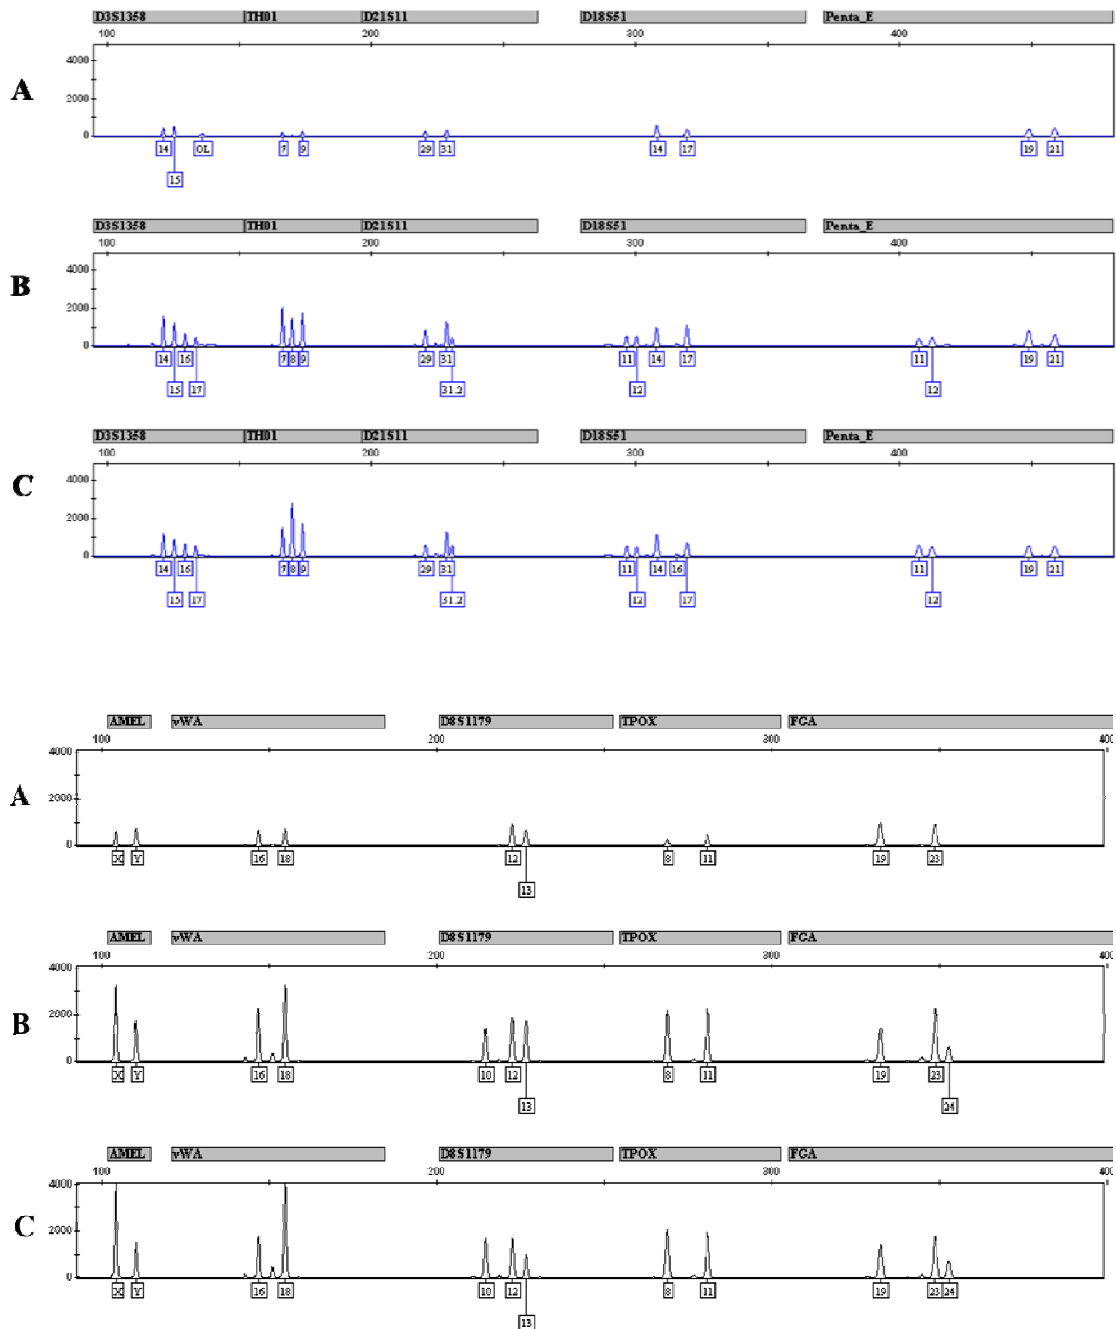 D3S1358 TH01 D21S11 D18S51 Penta_E
100 200 300 400
A
4000
2000
0
14 OL 7 9 29 31 14 17 19 21
15
D3S1358 TH01 D21S11 D18S51 Penta_E
100 200 300 400
B
4000
2000
0
14 16 7 8 9 29 31 11 14 17 11 19 21
15 17 31.2 12 12
D3S1358 TH01 D21S11 D18S51 Penta_E
100 200 300 400
C
4000
2000
0
14 16 7 8 9 29 31 11 14 16 11 19 21
15 17 31.2 12 17 12
AMEL vWA D8S1179 TPOX FGA
100 200 300 400
A
4000
2000
0
X Y 16 18 12 8 11 19 23
13
AMEL vWA D8S1179 TPOX FGA
100 200 300 400
B
4000
2000
0
X Y 16 18 10 12 8 11 19 23
13 24
AMEL vWA D8S1179 TPOX FGA
100 200 300 400
C
4000
2000
0
X Y 16 18 10 12 8 11 19 23 24
13